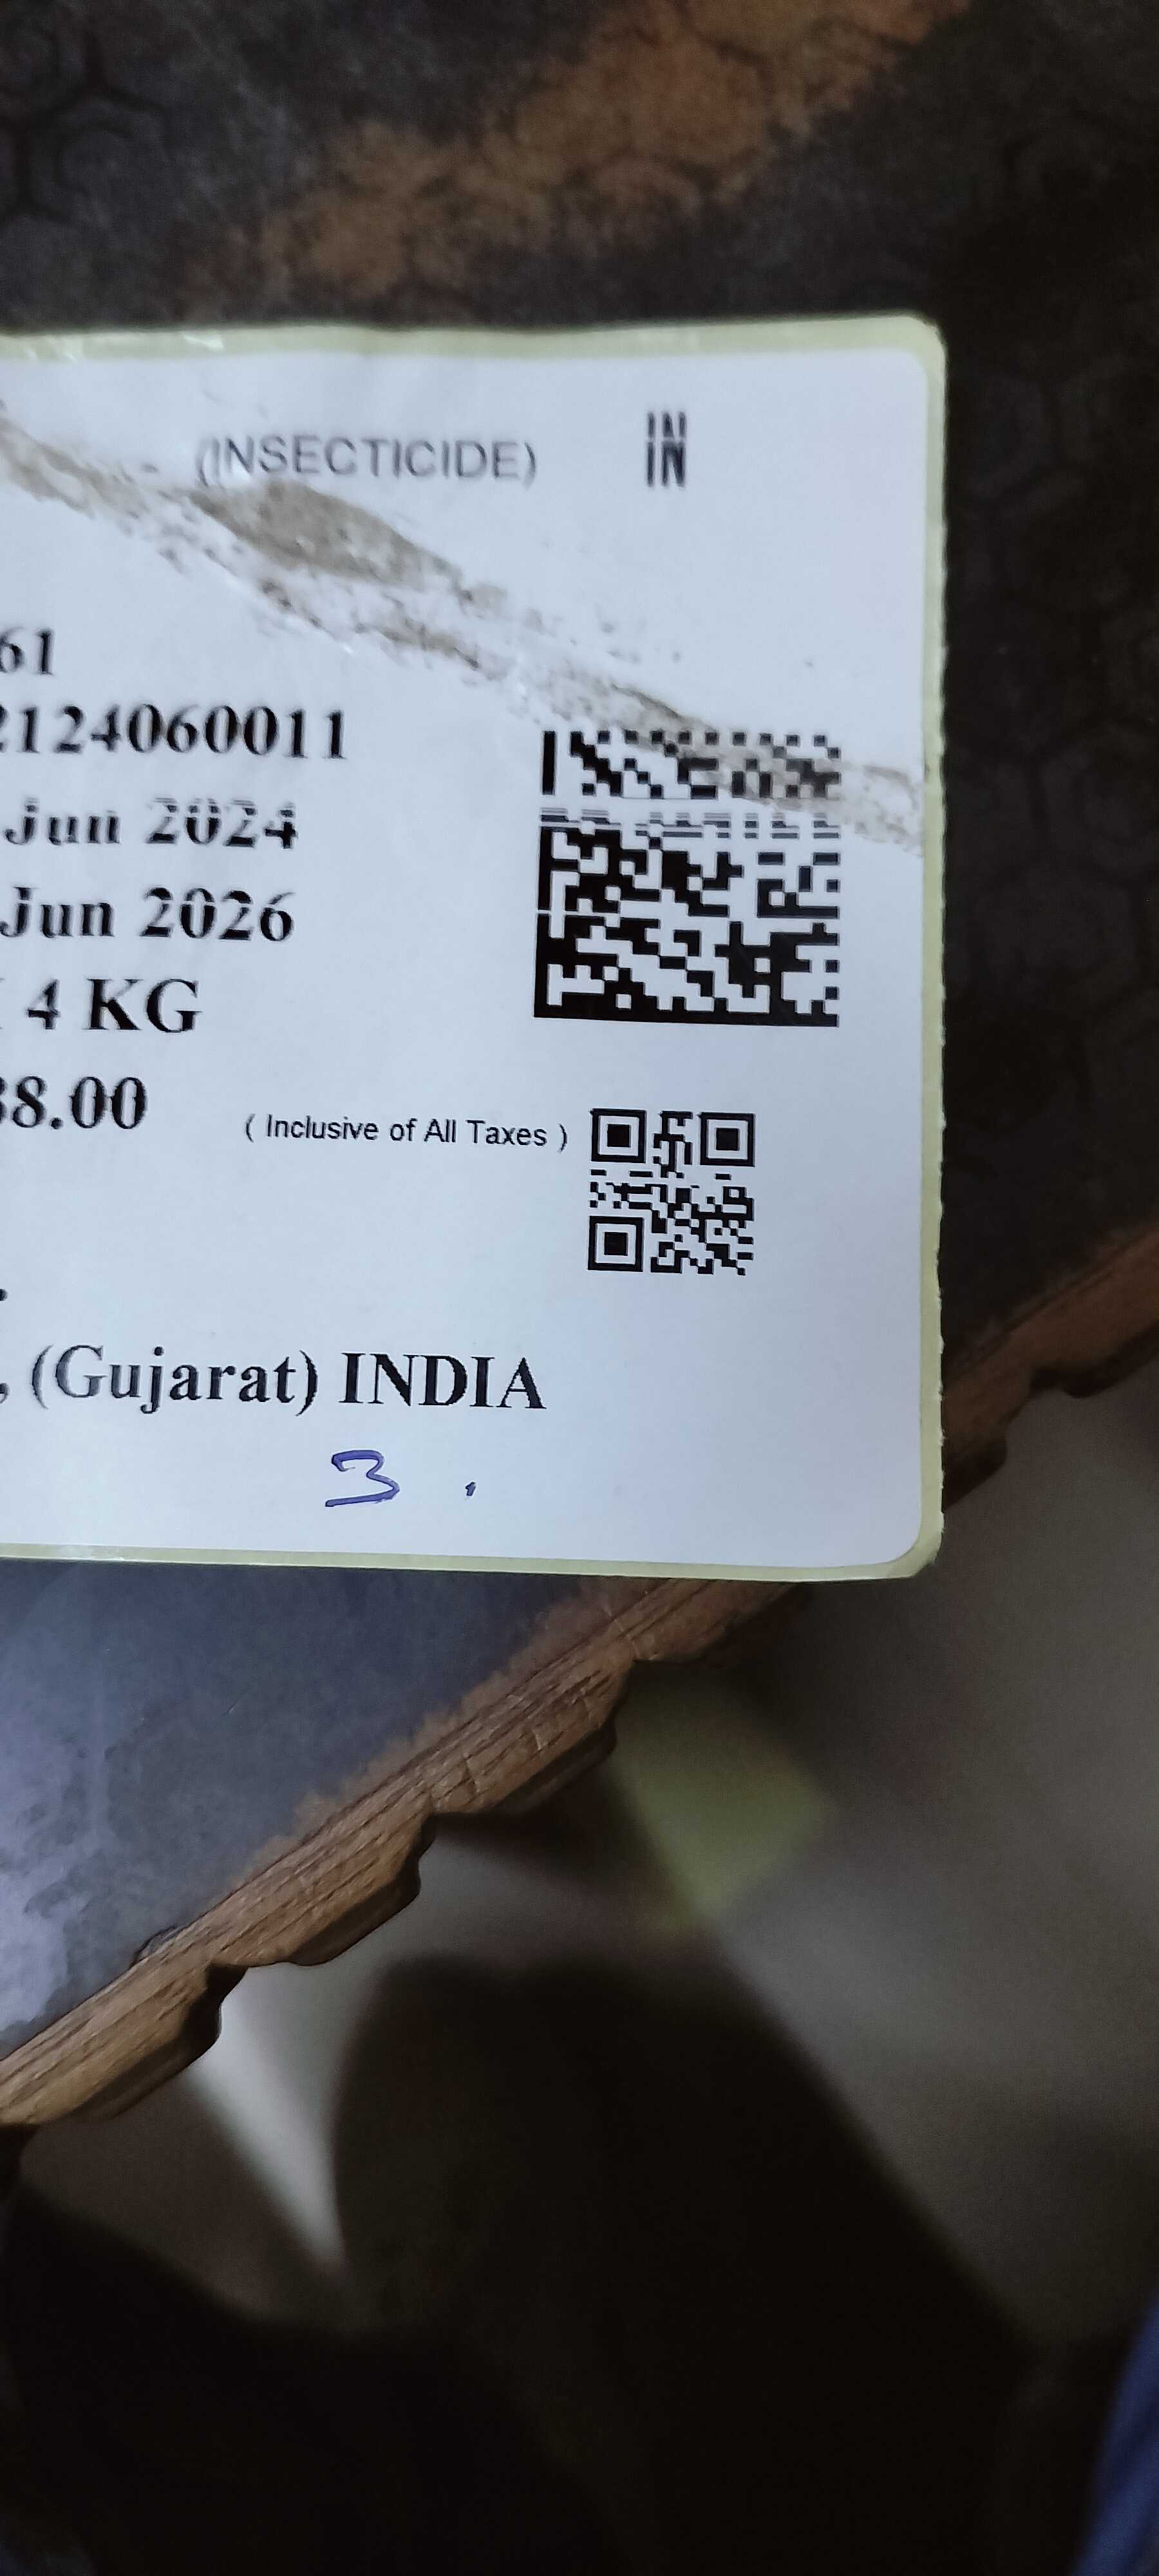 (INSECTICIDE) IN
61
2124060011
Jun 2024
Jun 2026
4 KG
38.00 ( Inclusive of All Taxes )
, (Gujarat) INDIA
3 .